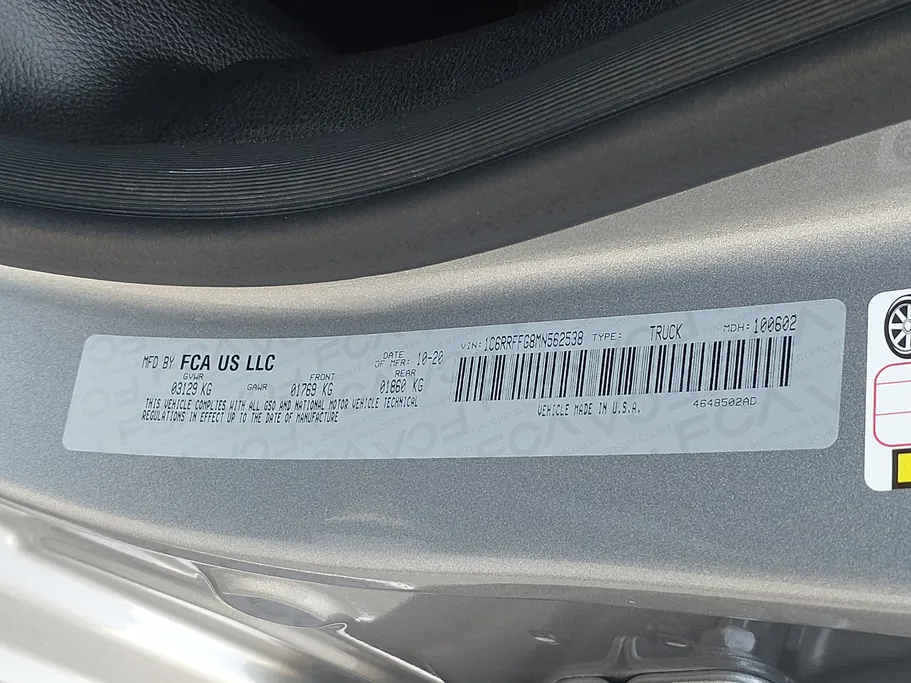 MFD BY FCA US LLC
DATE OF MFR: 10-20
GVWR 03129 KG
GAWR
FRONT 01769 KG
REAR 01860 KG
THIS VEHICLE COMPLIES WITH ALL GSO AND NATIONAL MOTOR VEHICLE TECHNICAL
REGULATIONS IN EFFECT UP TO THE DATE OF MANUFACTURE
VIN: 1C6RRFFG8MN562538 TYPE: TRUCK MDH: 100602
VEHICLE MADE IN U.S.A. 4648502AD